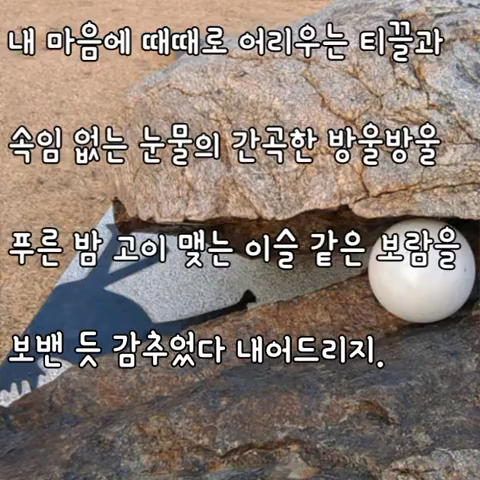 내 마음에 때때로 어리우는 티끌과
속임 없는 눈물의 간곡한 방울방울
푸른 밤 고이 맺는 이슬 같은 보람을
보밴 듯 감추었다 내어드리지.